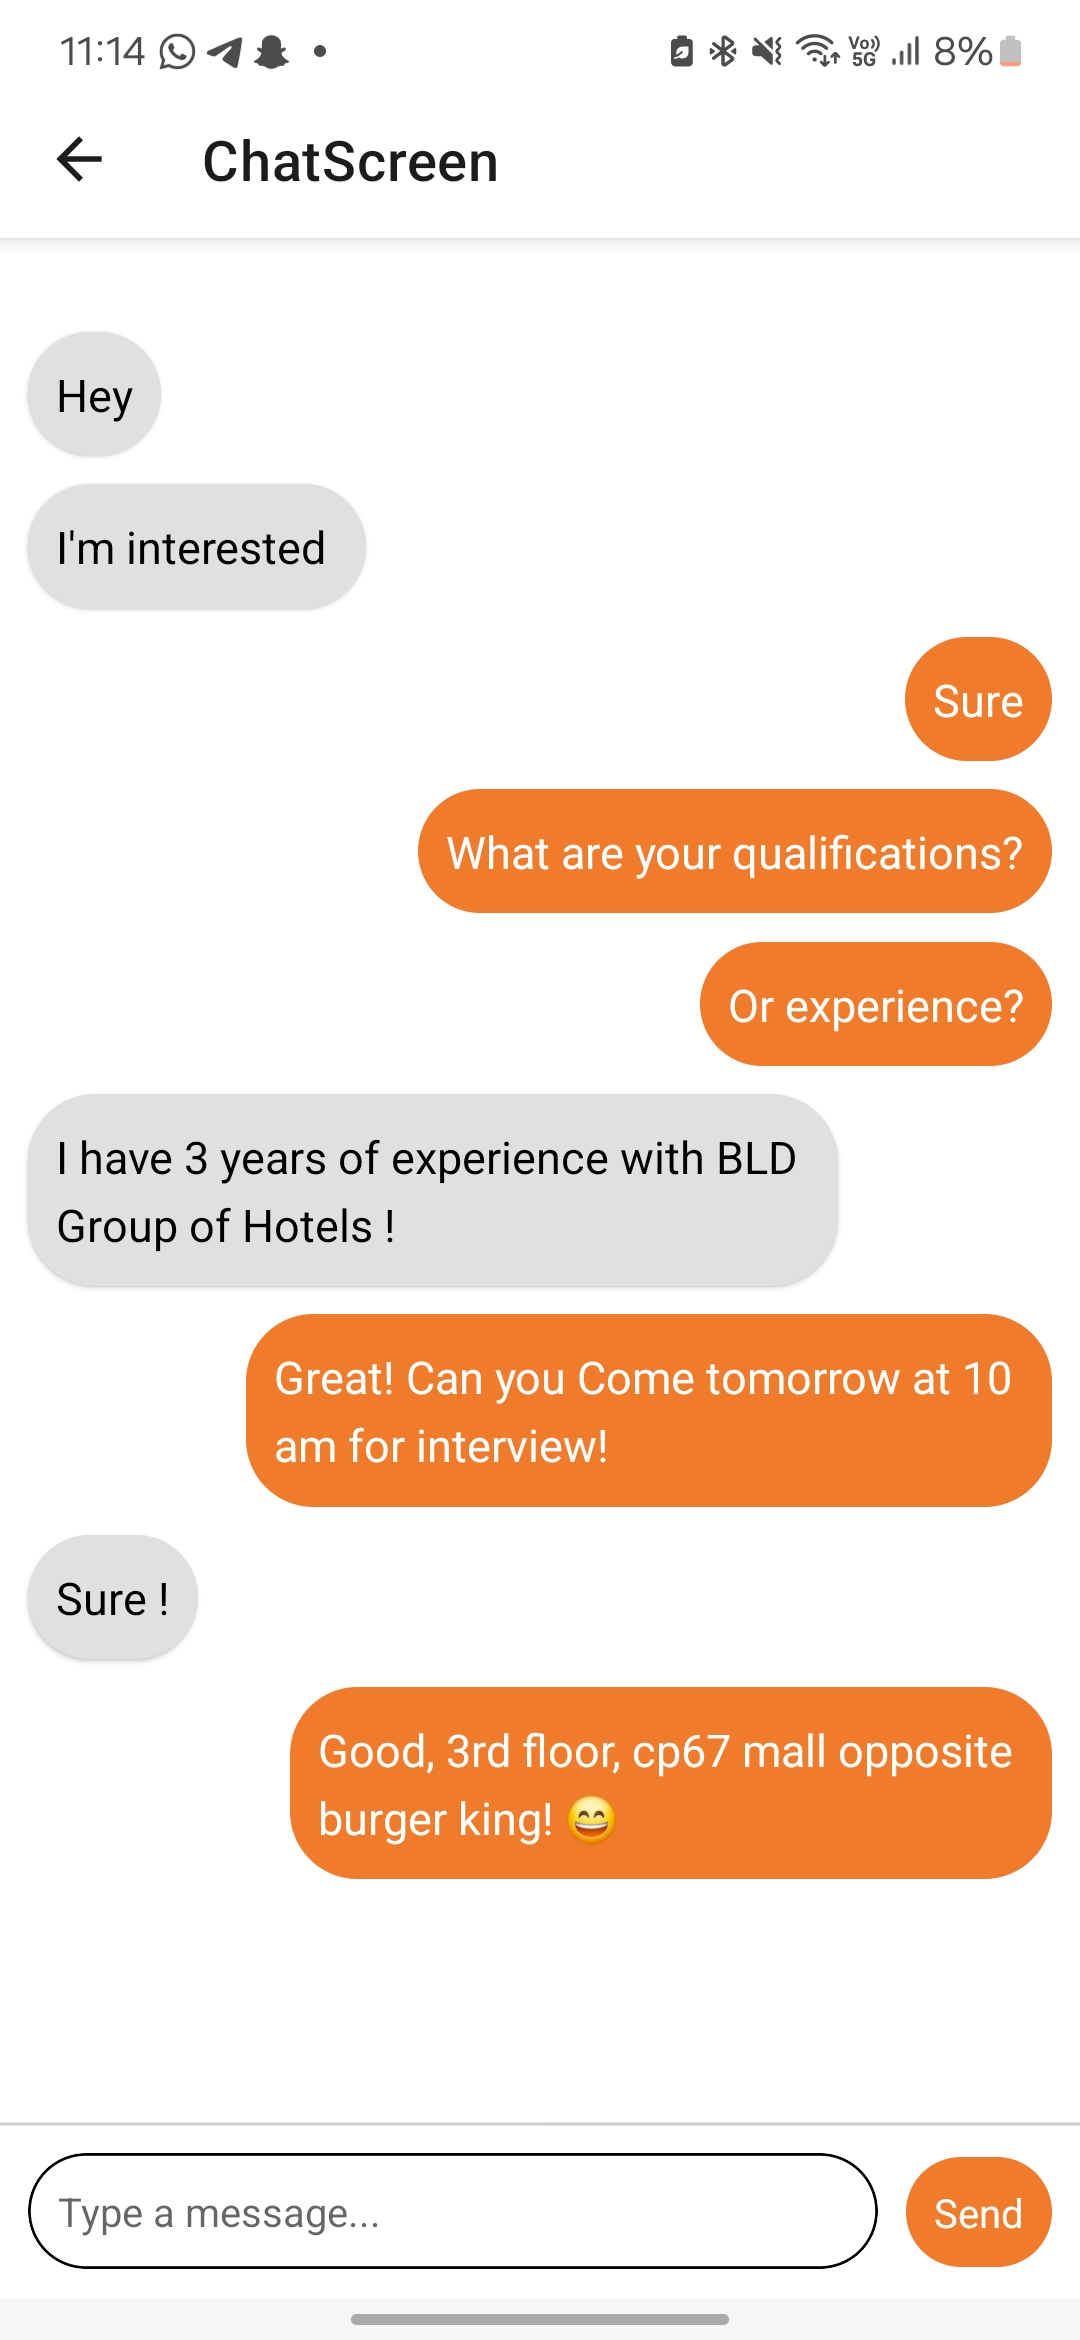 11:14
Vo)) 5G 8%
ChatScreen
Hey
I'm interested
Sure
What are your qualifications?
Or experience?
I have 3 years of experience with BLD
Group of Hotels !
Great! Can you Come tomorrow at 10
am for interview!
Sure !
Good, 3rd floor, cp67 mall opposite
burger king! 😄
Type a message...
Send